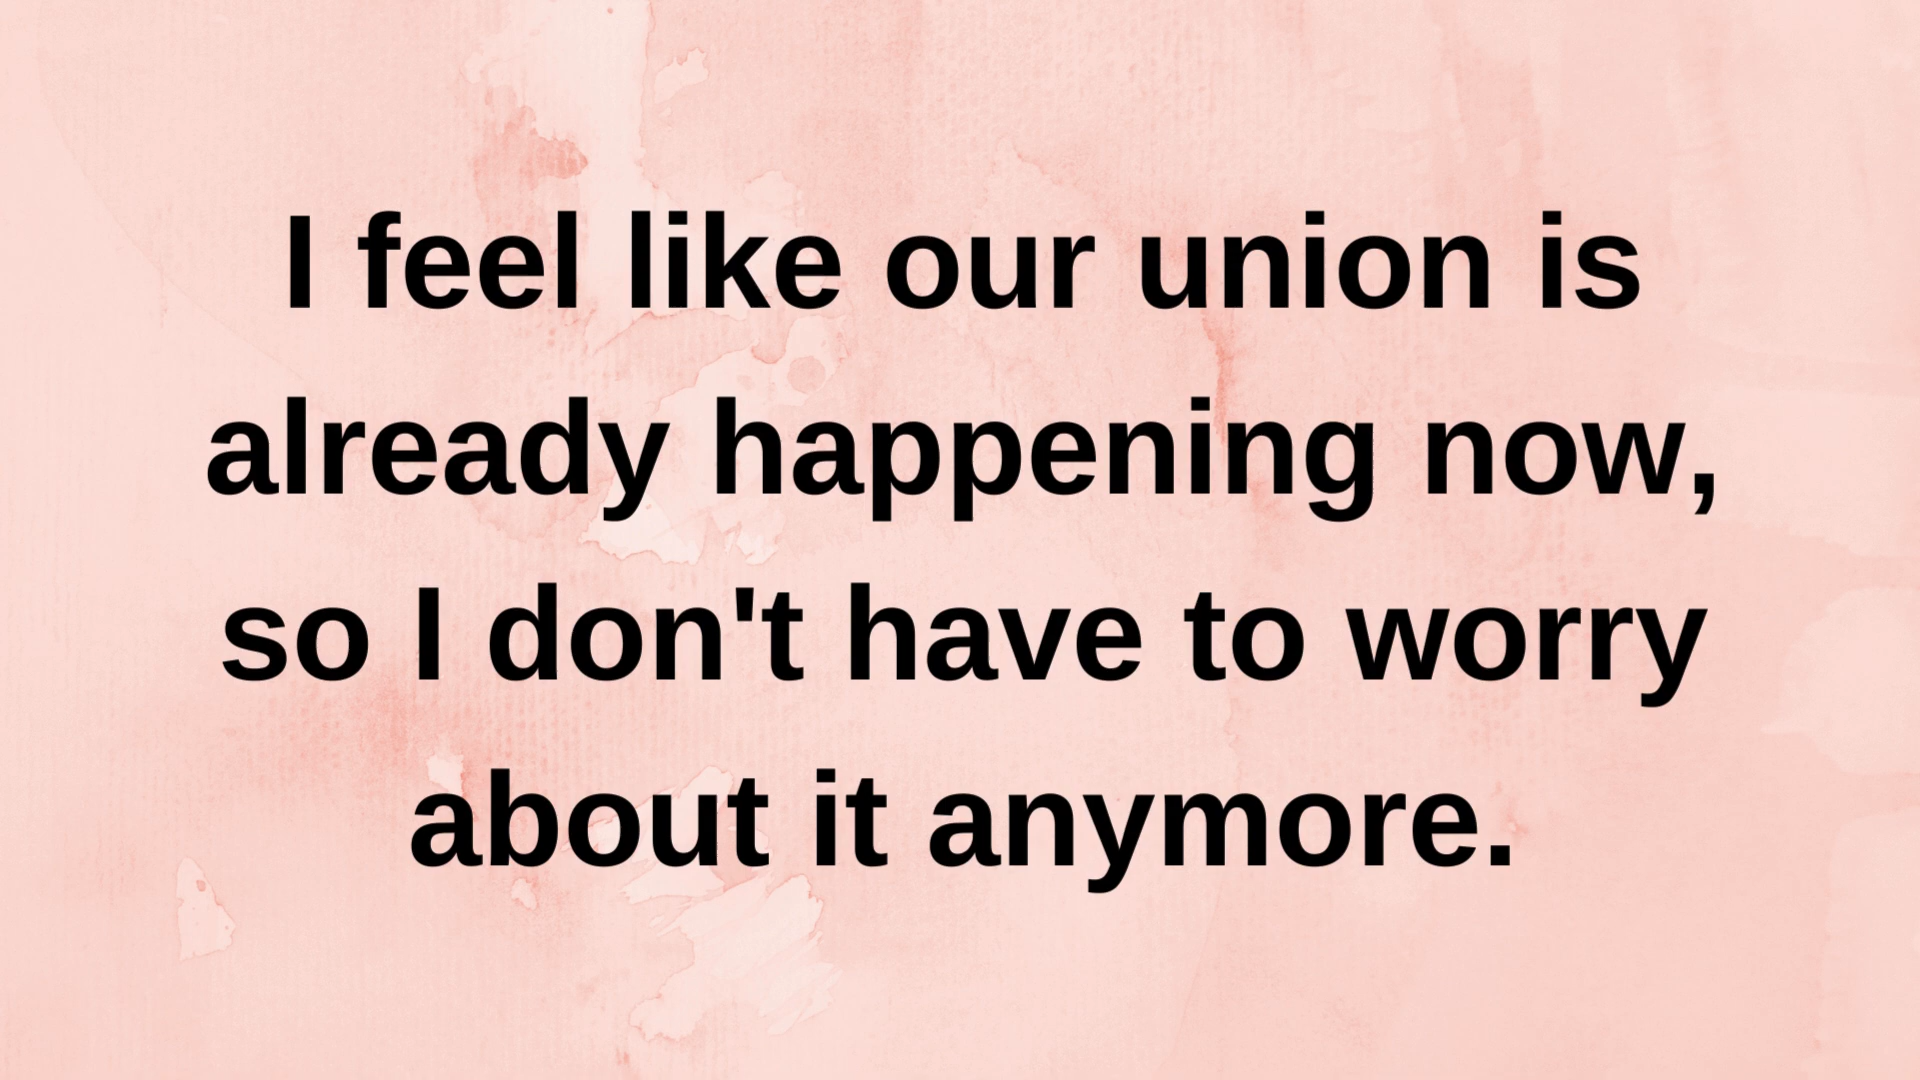 I feel like our union is
already happening now,
so I don't have to worry
about it anymore.